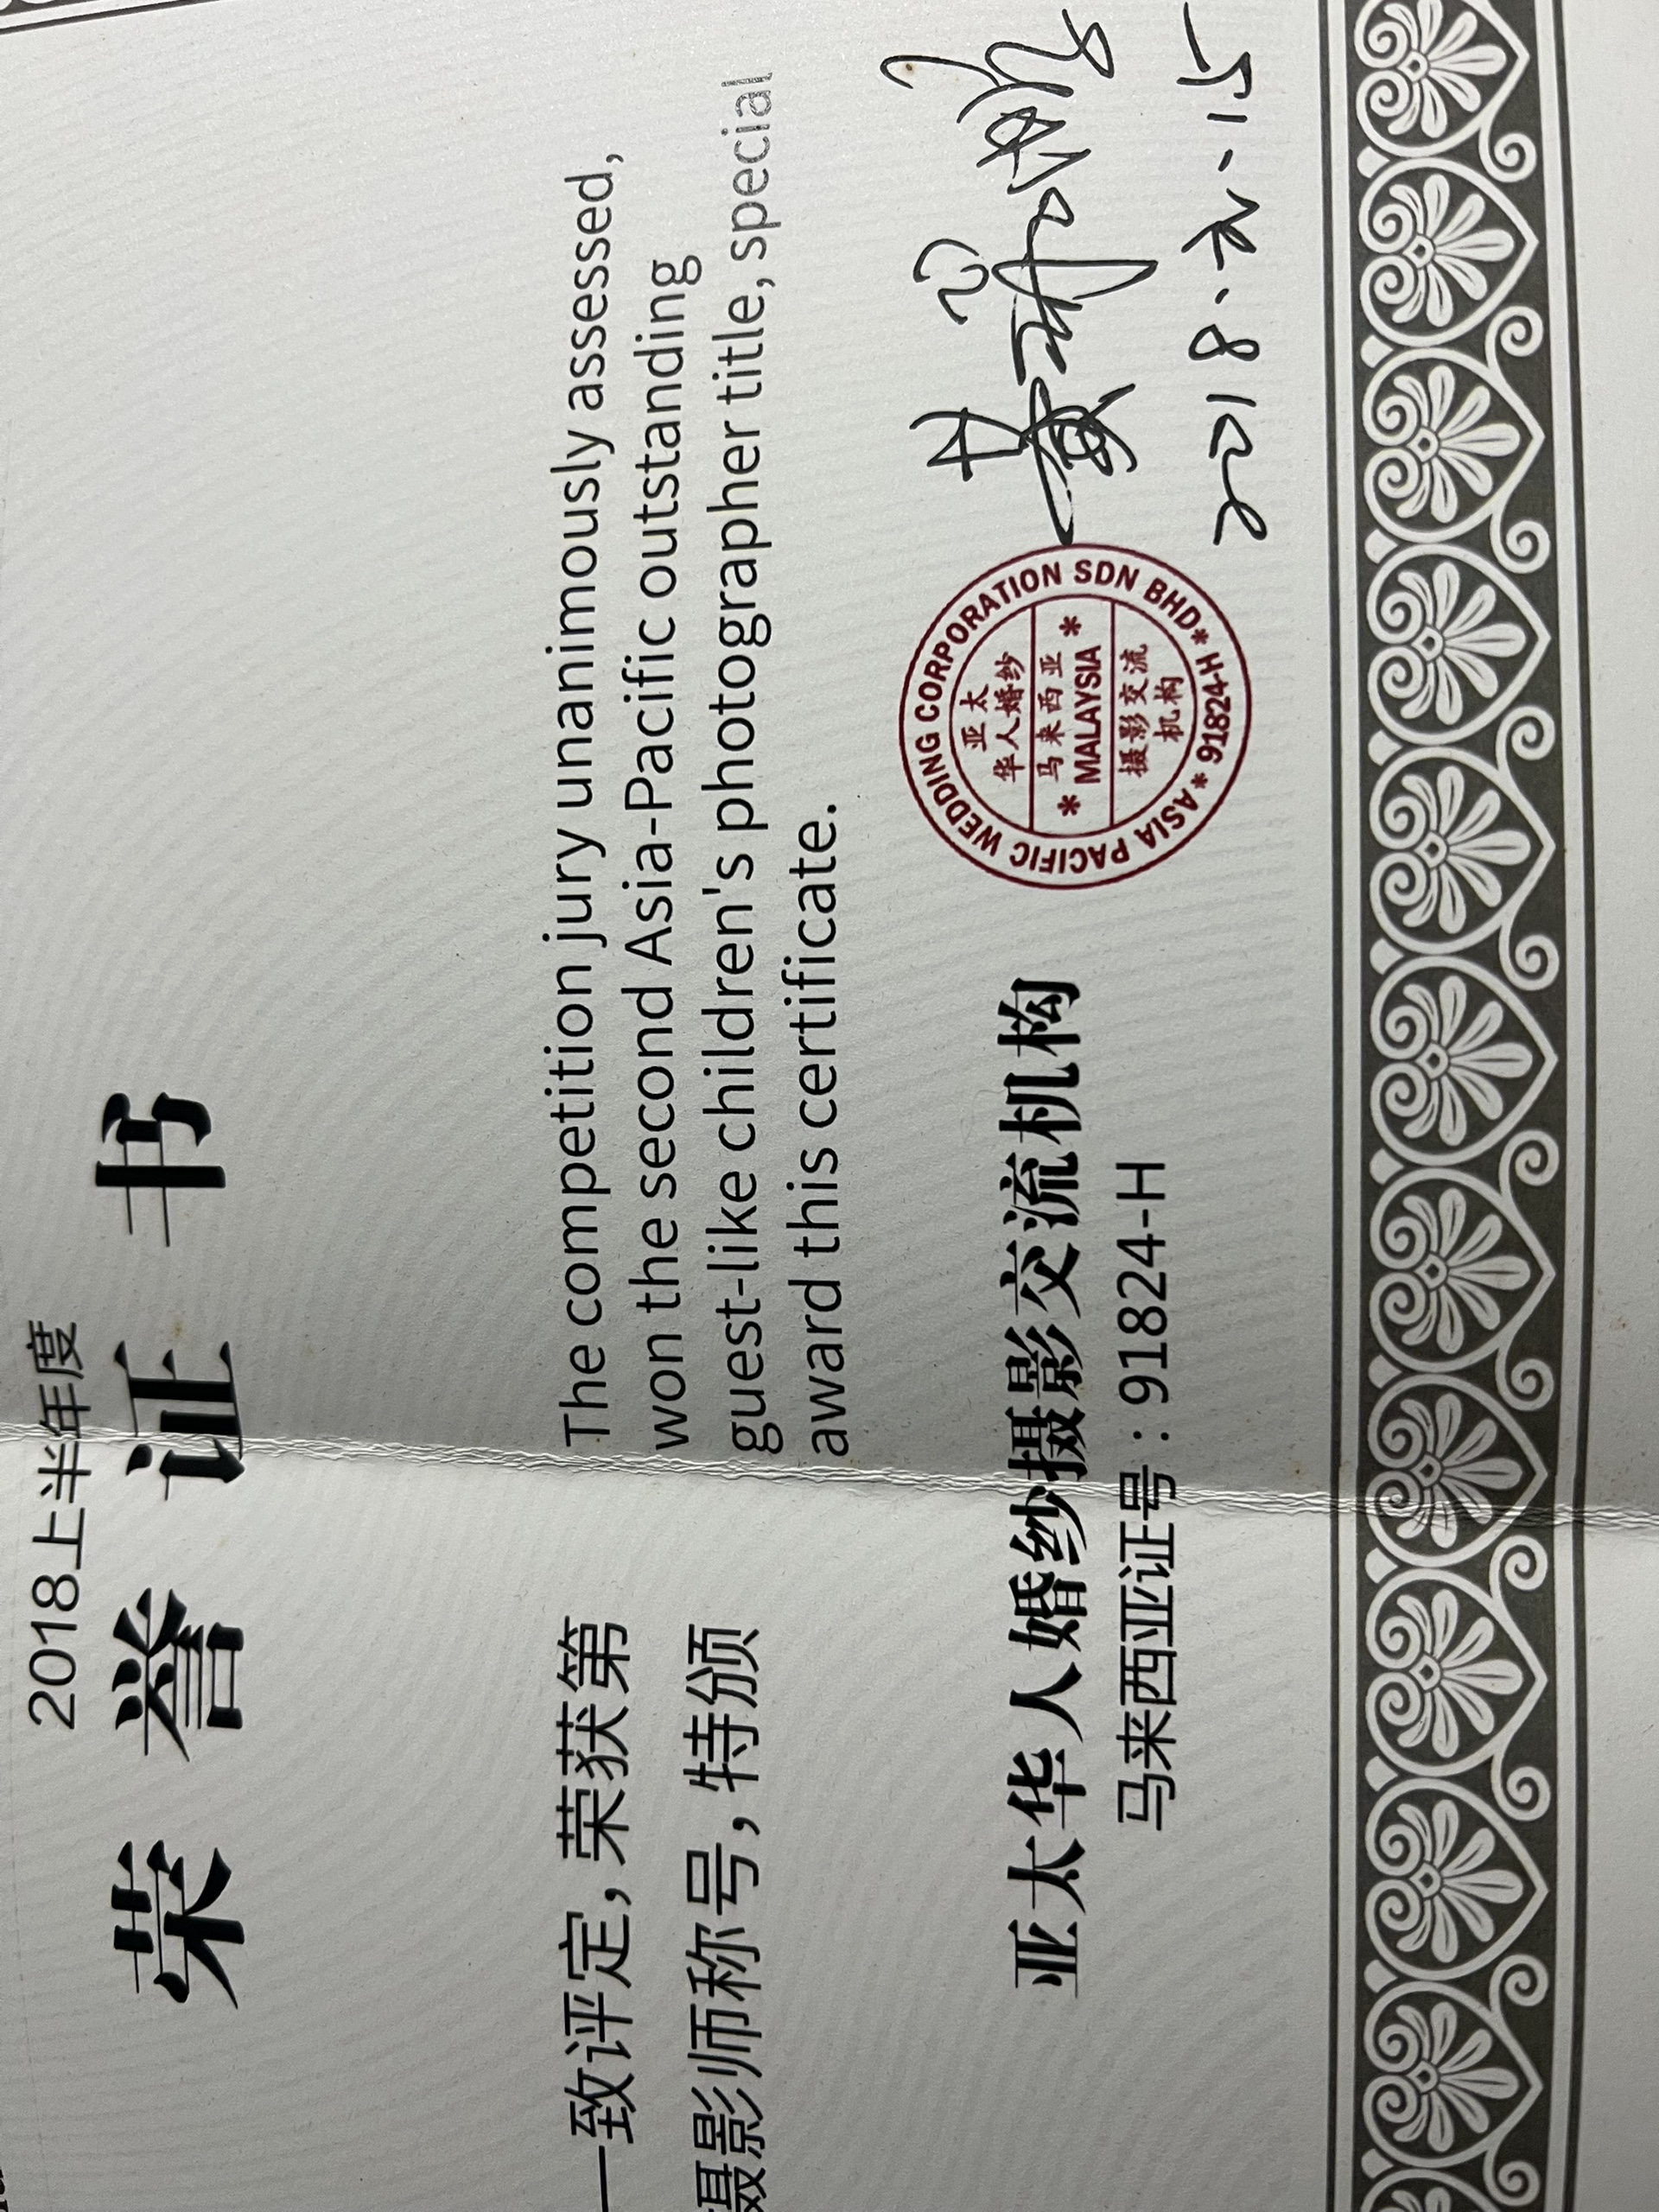 2018上半年度
荣誉证书
一致评定，荣获第
摄影师称号，特颁
The competition jury unanimously assessed,
won the second Asia-Pacific outstanding
guest-like children's photographer title, special
award this certificate.
亚太华人婚纱摄影交流机构
马来西亚证号：91824-H
ASIA PACIFIC WEDDING CORPORATION SDN BHD
* 91824-H *
亚太
华人婚纱
马来西亚
* MALAYSIA *
摄影交流
机构
2018.